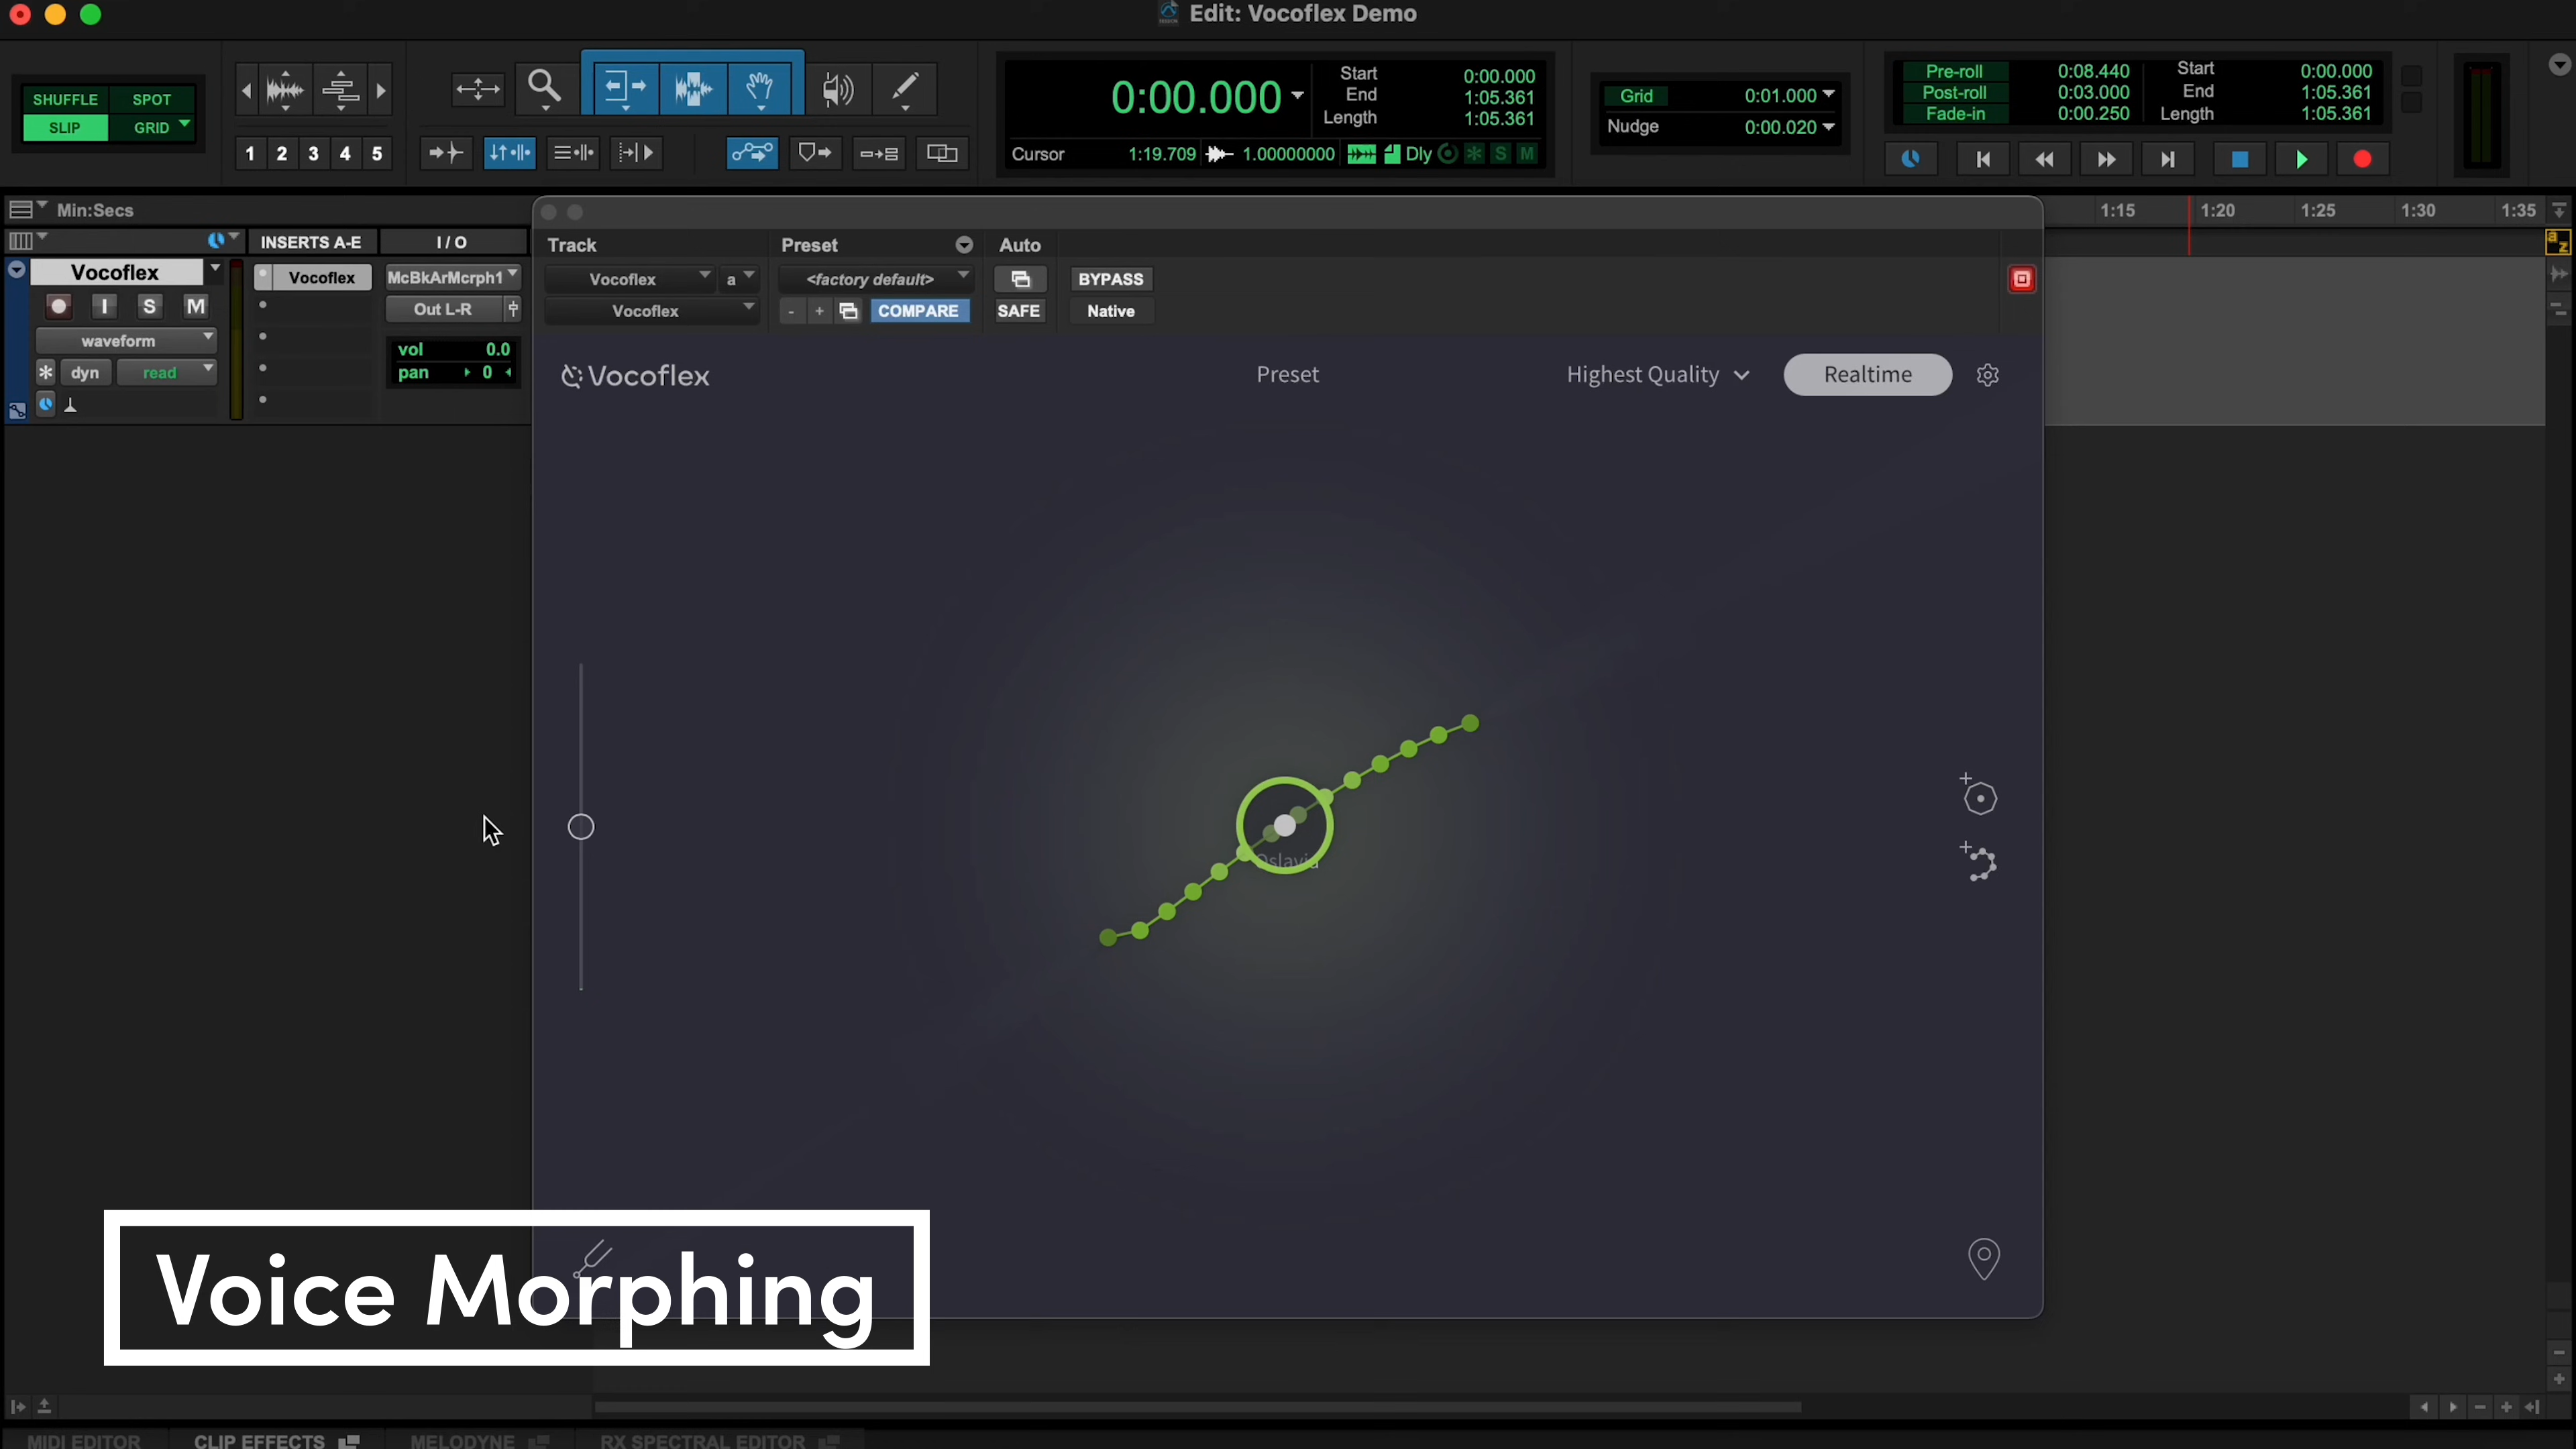 Edit: Vocoflex Demo
SHUFFLE SPOT
SLIP GRID
1 2 3 4 5
0:00.000
Start 0:00.000
End 1:05.361
Length 1:05.361
Cursor 1:19.709 1.00000000 Dly S M
Grid 0:01.000
Nudge 0:00.020
Pre-roll 0:08.440
Post-roll 0:03.000
Fade-in 0:00.250
Start 0:00.000
End 1:05.361
Length 1:05.361
Min:Secs
1:15 1:20 1:25 1:30 1:35
INSERTS A-E I / O
a z
Vocoflex
I S M
waveform
dyn read
Vocoflex
McBkArMcrph1
Out L-R
vol 0.0
pan 0
Track Preset Auto
Vocoflex a <factory default> BYPASS
Vocoflex - + COMPARE SAFE Native
Vocoflex
Preset
Highest Quality
Realtime
Voice Morphing
MIDI EDITOR CLIP EFFECTS MELODYNE RX SPECTRAL EDITOR